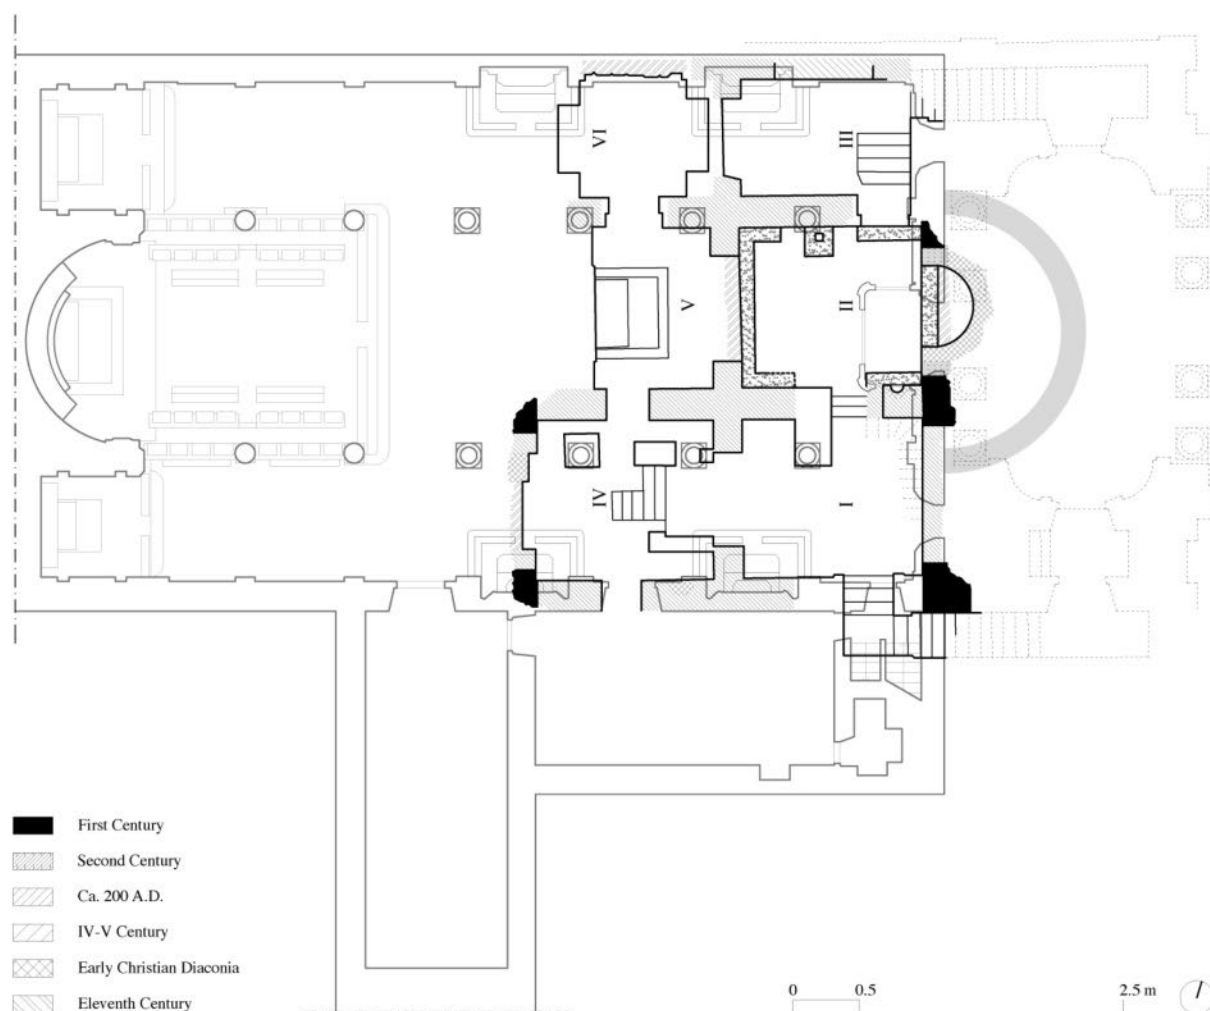 VI
III
V
II
IV
I
First Century
Second Century
Ca. 200 A.D.
IV-V Century
Early Christian Diaconia
Eleventh Century
0 0.5 2.5 m